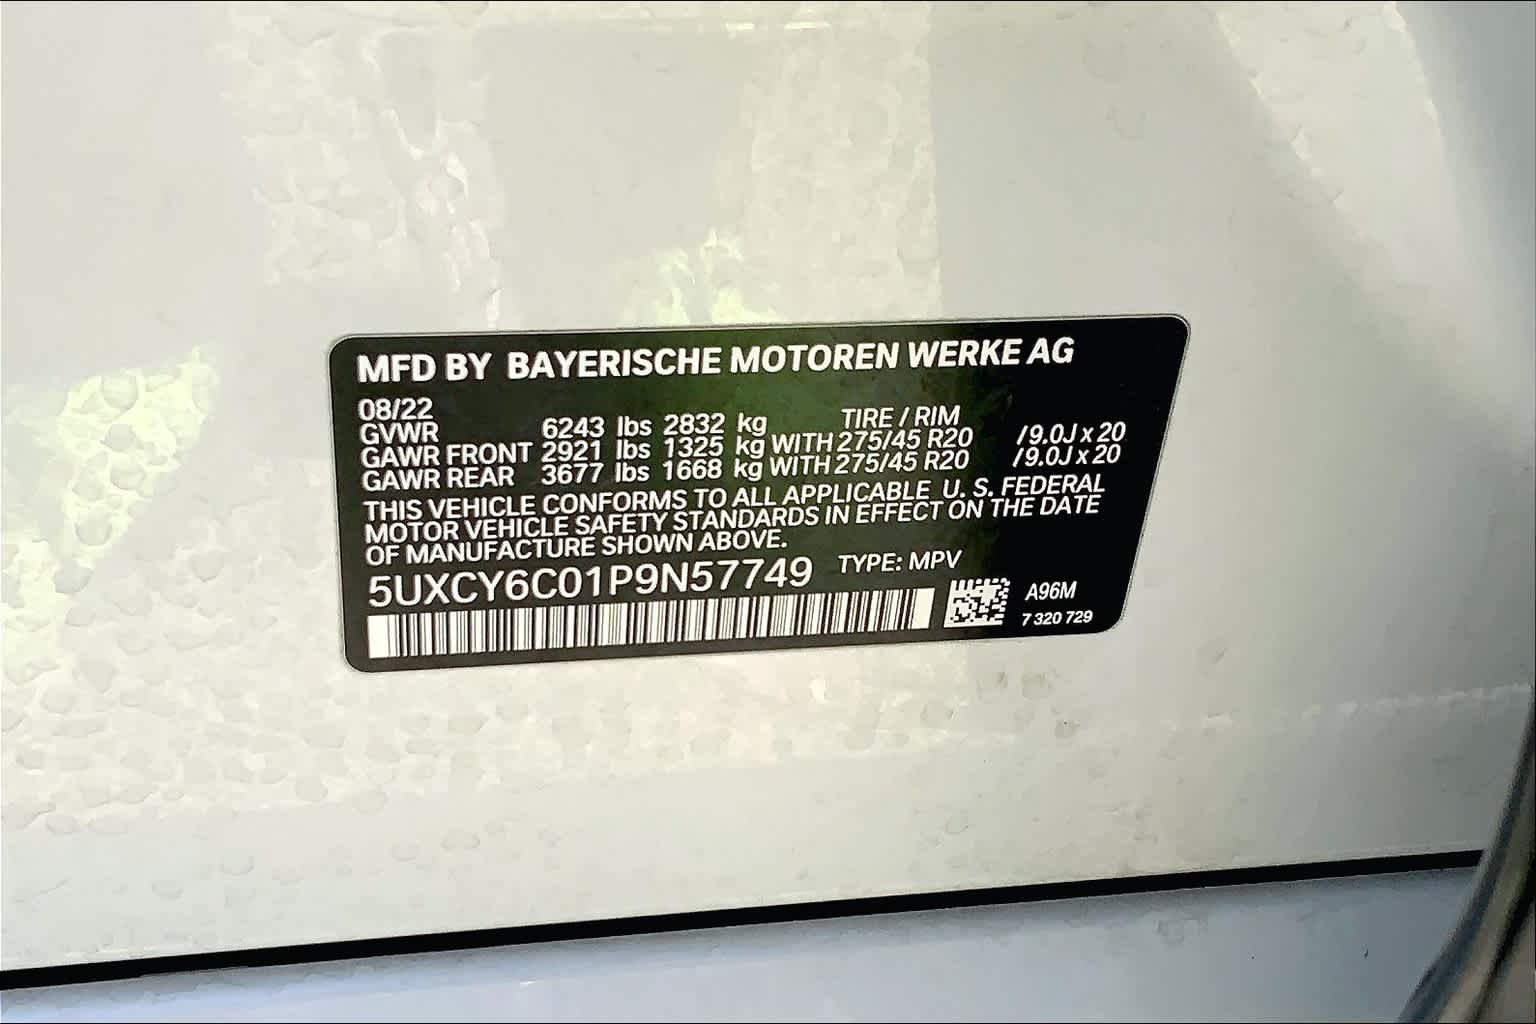 MFD BY BAYERISCHE MOTOREN WERKE AG
08/22 TIRE / RIM
GVWR 6243 lbs 2832 kg
GAWR FRONT 2921 lbs 1325 kg WITH 275/45 R20 /9.0J x 20
GAWR REAR 3677 lbs 1668 kg WITH 275/45 R20 /9.0J x 20
THIS VEHICLE CONFORMS TO ALL APPLICABLE U. S. FEDERAL
MOTOR VEHICLE SAFETY STANDARDS IN EFFECT ON THE DATE
OF MANUFACTURE SHOWN ABOVE.
5UXCY6C01P9N57749 TYPE: MPV
A96M
7 320 729